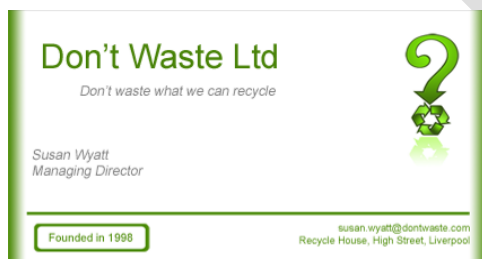 Don't Waste Ltd
Don't waste what we can recycle
Susan Wyatt
Managing Director
Founded in 1998
susan.wyatt@dontwaste.com
Recycle House, High Street, Liverpool